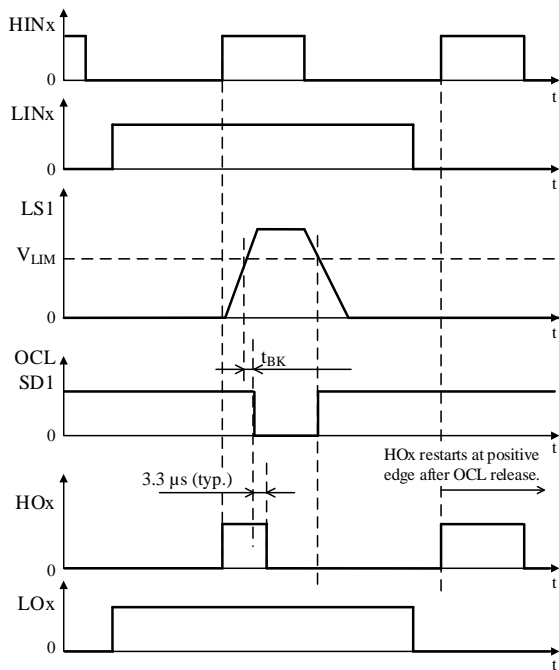 HINx
0
t
LINx
0
t
LS1
VLIM
0
t
tBK
OCL
SD1
0
t
HOx restarts at positive
edge after OCL release.
3.3 µs (typ.)
HOx
0
t
LOx
0
t